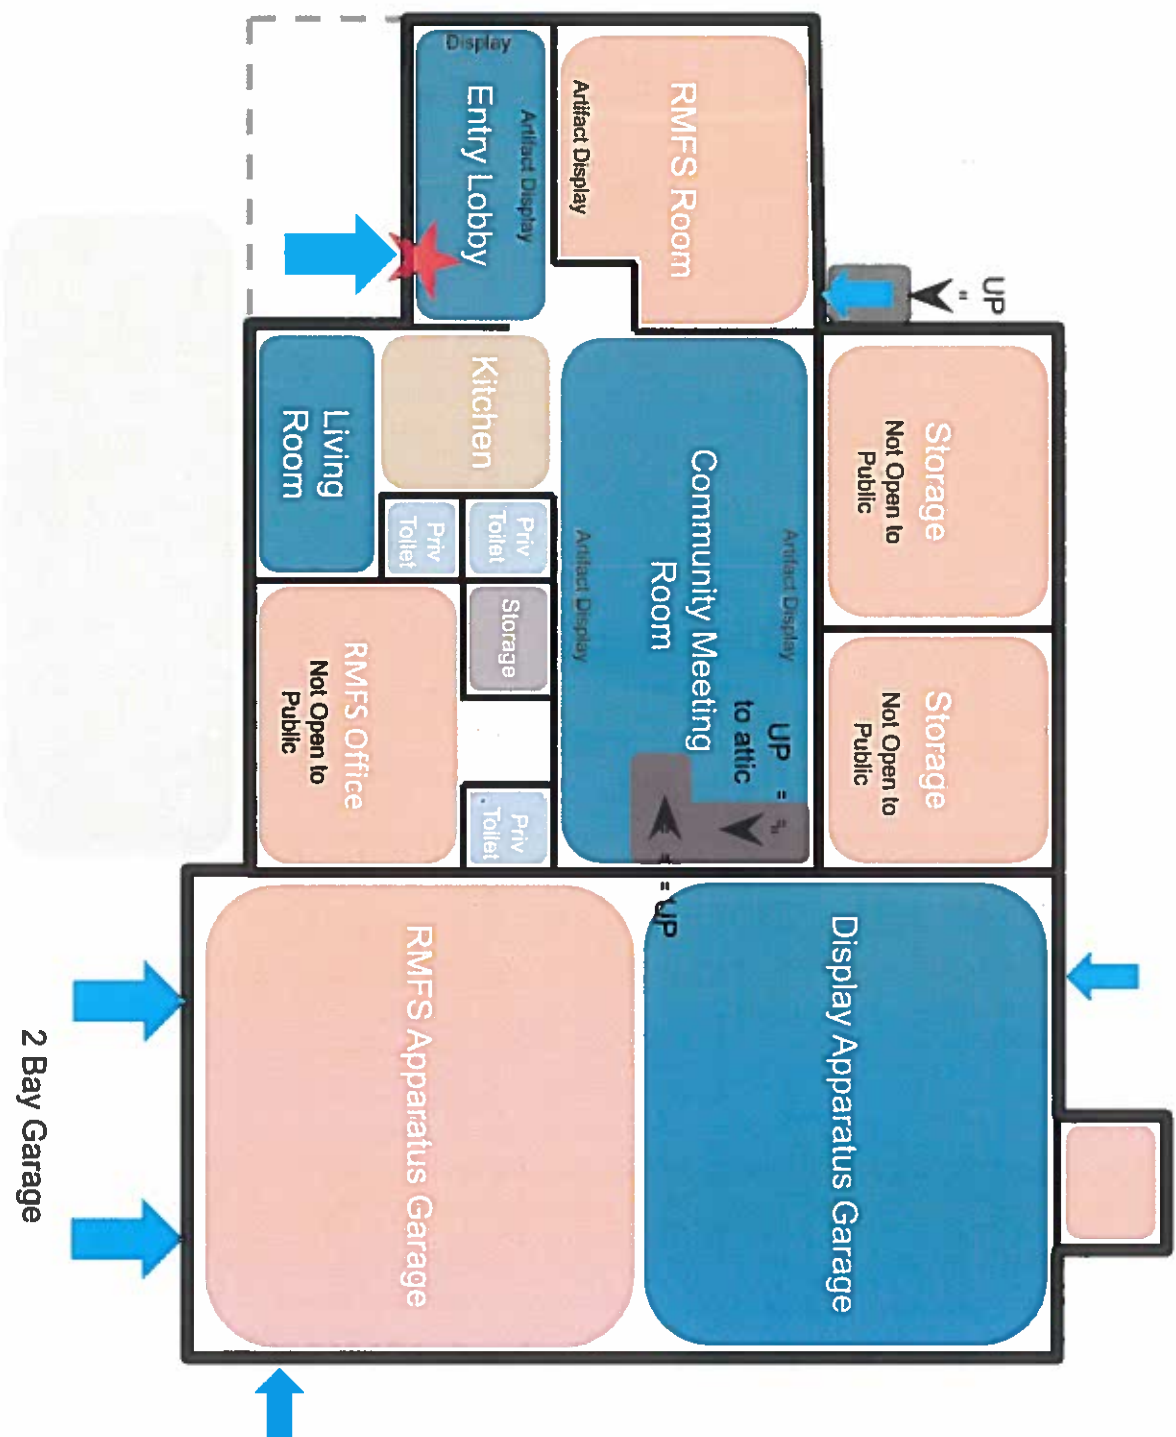 UP
=
RMFS Room
Artifact Display
Artifact Display
Entry Lobby
Display
Storage
Not Open to
Public
Storage
Not Open to
Public
Artifact Display
Community Meeting
Room
Artifact Display
UP =
to attic
=
= UP
Kitchen
Living
Room
Priv
Toilet
Priv
Toilet
Storage
Priv
Toilet
RMFS Office
Not Open to
Public
Display Apparatus Garage
RMFS Apparatus Garage
2 Bay Garage